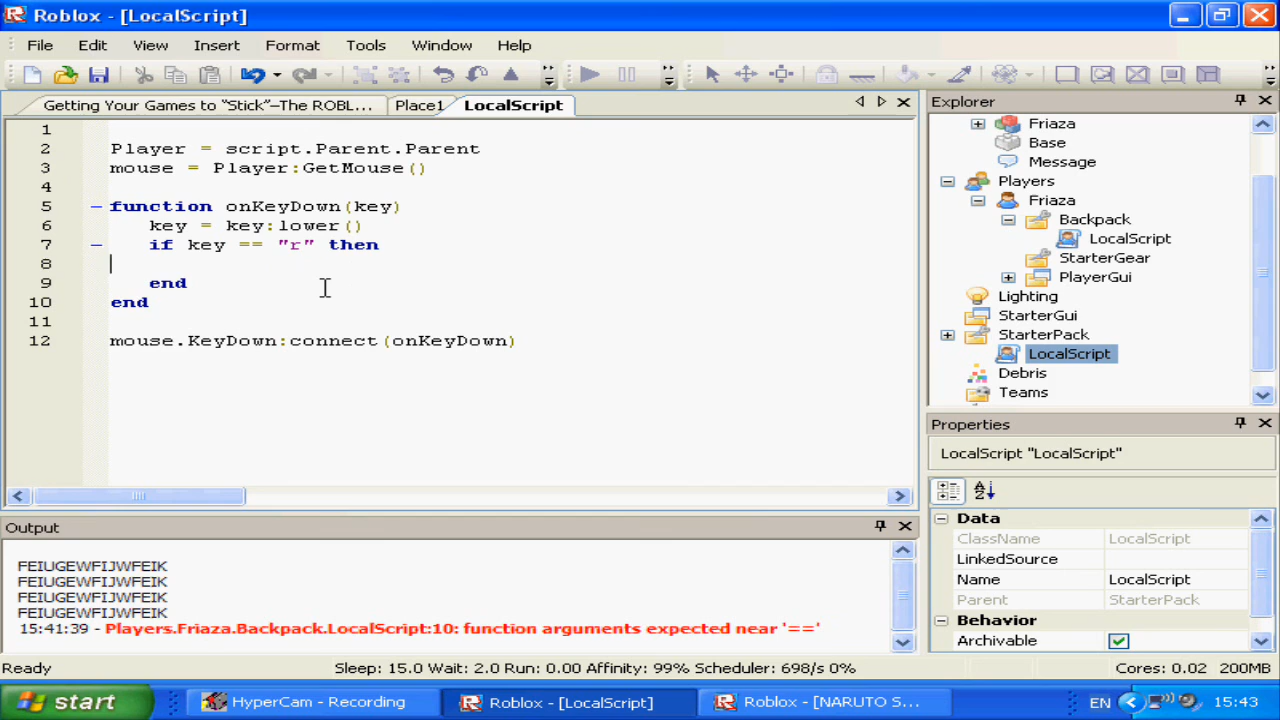 Roblox - [LocalScript]
File Edit View Insert Format Tools Window Help
Getting Your Games to "Stick"—The ROBL... Place1 LocalScript
1
2 Player = script.Parent.Parent
3 mouse = Player:GetMouse()
4
5 function onKeyDown(key)
6 key = key:lower()
7 if key == "r" then
8
9 end
10 end
11
12 mouse.KeyDown:connect(onKeyDown)
Explorer
Friaza
Base
Message
Players
Friaza
Backpack
LocalScript
StarterGear
PlayerGui
Lighting
StarterGui
StarterPack
LocalScript
Debris
Teams
Properties
LocalScript "LocalScript"
Data
ClassName LocalScript
LinkedSource
Name LocalScript
Parent StarterPack
Behavior
Archivable
Output
FEIUGEWFIJWFEIK
FEIUGEWFIJWFEIK
FEIUGEWFIJWFEIK
FEIUGEWFIJWFEIK
15:41:39 - Players.Friaza.Backpack.LocalScript:10: function arguments expected near '=='
Ready Sleep: 15.0 Wait: 2.0 Run: 0.00 Affinity: 99% Scheduler: 698/s 0% Cores: 0.02 200MB
start HyperCam - Recording Roblox - [LocalScript] Roblox - [NARUTO S... EN 15:43